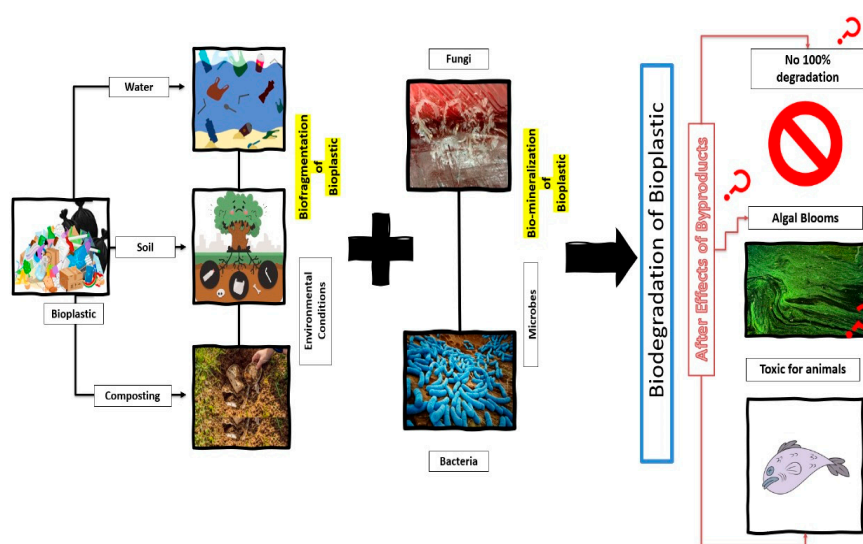 Water
Soil
Composting
Bioplastic
Biofragmentation
of
Bioplastic
Environmental
Conditions
Fungi
Bacteria
Bio-mineralization
of
Bioplastic
Microbes
Biodegradation of Bioplastic
After Effects of Byproducts
?
No 100%
degradation
?
Algal Blooms
?
Toxic for animals